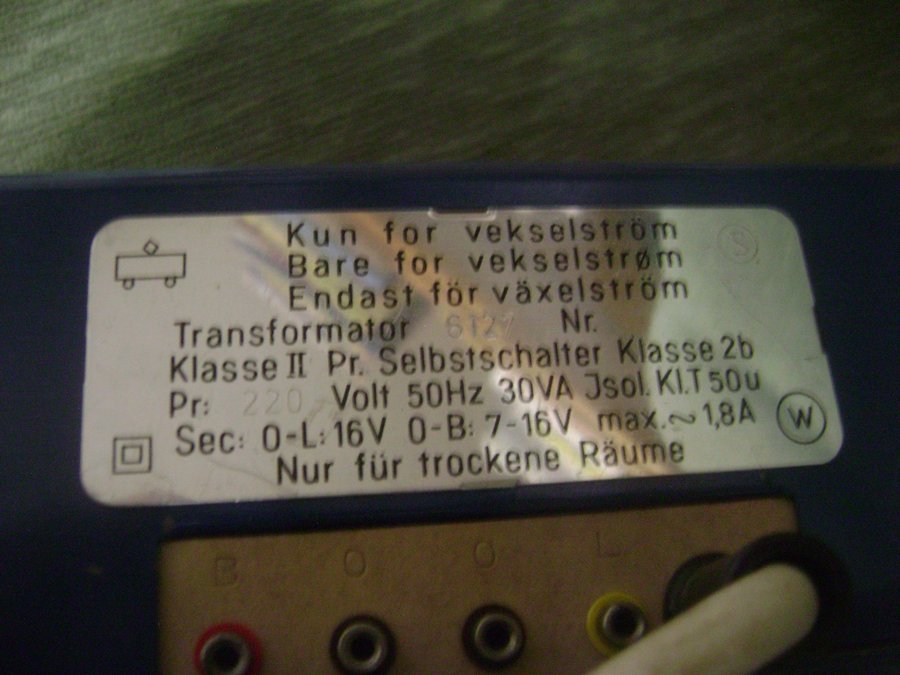 Kun for vekselström
Bare for vekselstrøm
Endast för växelström
S
Transformator 6127 Nr.
Klasse II Pr. Selbstschalter Klasse 2b
Pr: 220 Volt 50Hz 30VA Jsol. Kl. T 50u
Sec: 0-L: 16V 0-B: 7-16V max. ~ 1,8A
W
Nur für trockene Räume
B O O L